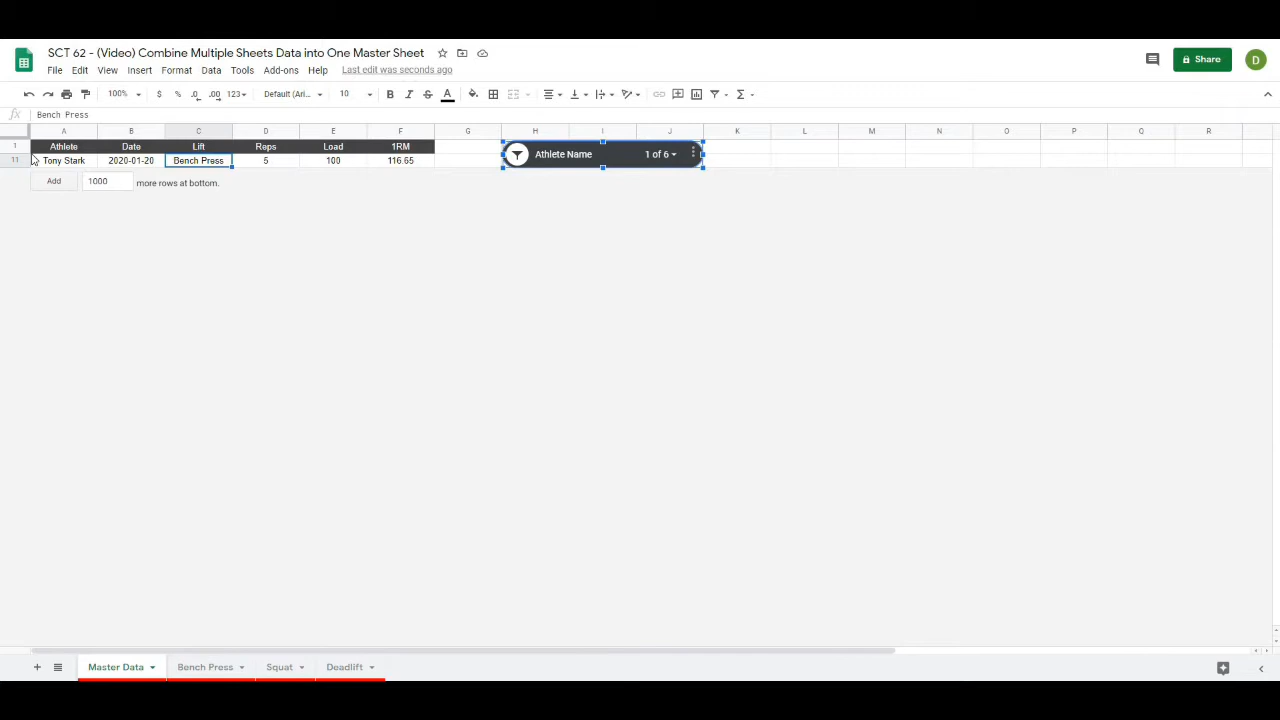 SCT 62 - (Video) Combine Multiple Sheets Data into One Master Sheet
Share
D
File Edit View Insert Format Data Tools Add-ons Help Last edit was seconds ago
100% $ % .0 .00 123 Default (Ari... 10 B I S A
fx Bench Press
A B C D E F G H I J K L M N O P Q R
1 Athlete Date Lift Reps Load 1RM
Athlete Name 1 of 6
11 Tony Stark 2020-01-20 Bench Press 5 100 116.65
Add 1000 more rows at bottom.
Master Data Bench Press Squat Deadlift